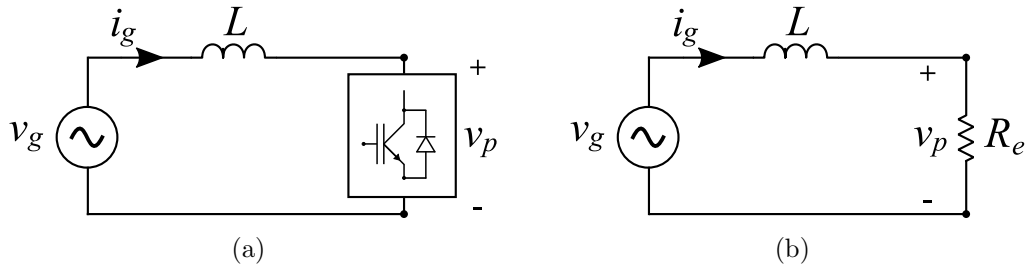 i_g L
v_g
+
v_p
-
(a)
i_g L
v_g
+
v_p R_e
-
(b)